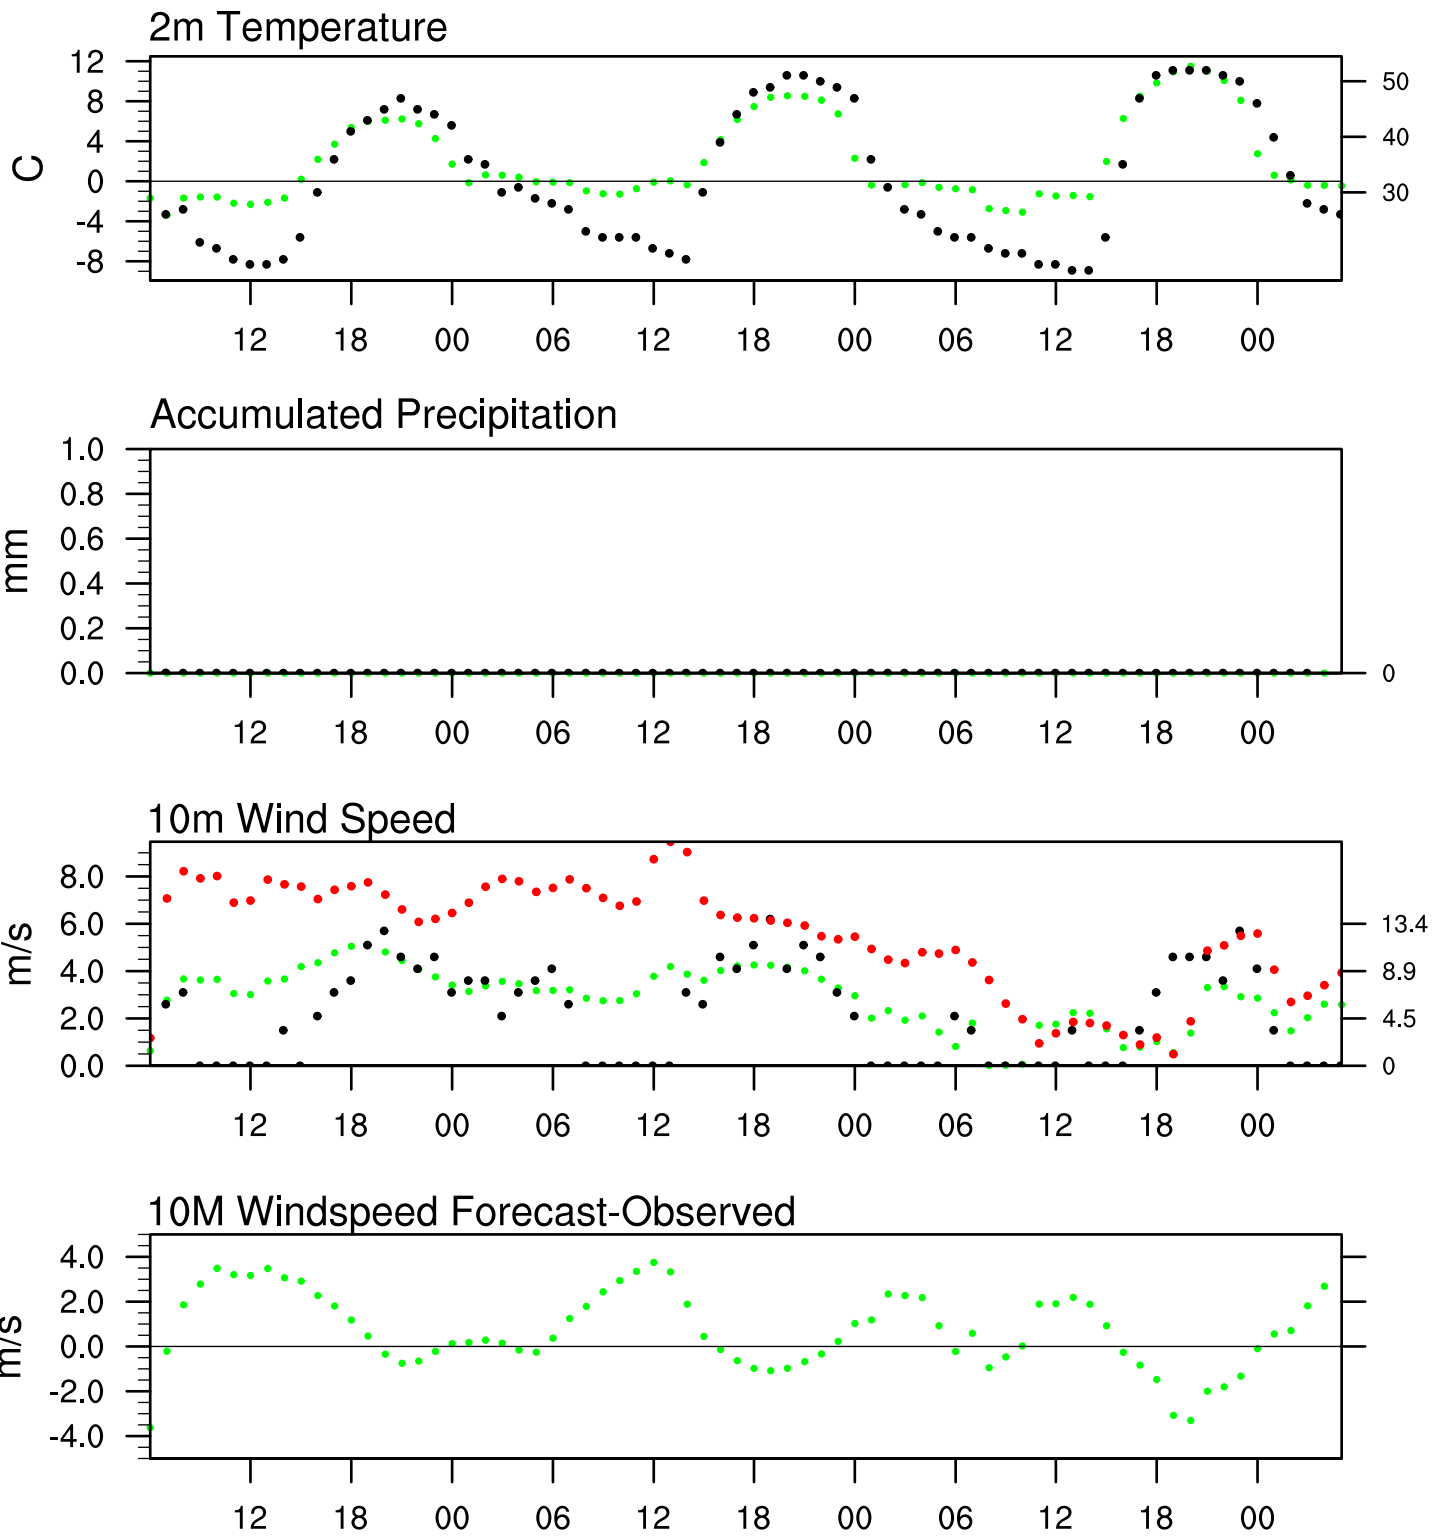 2m Temperature
12
8
4
0
-4
-8
C
50
40
30
12 18 00 06 12 18 00 06 12 18 00
Accumulated Precipitation
1.0
0.8
0.6
0.4
0.2
0.0
mm
0
12 18 00 06 12 18 00 06 12 18 00
10m Wind Speed
8.0
6.0
4.0
2.0
0.0
m/s
13.4
8.9
4.5
0
12 18 00 06 12 18 00 06 12 18 00
10M Windspeed Forecast-Observed
4.0
2.0
0.0
-2.0
-4.0
m/s
12 18 00 06 12 18 00 06 12 18 00